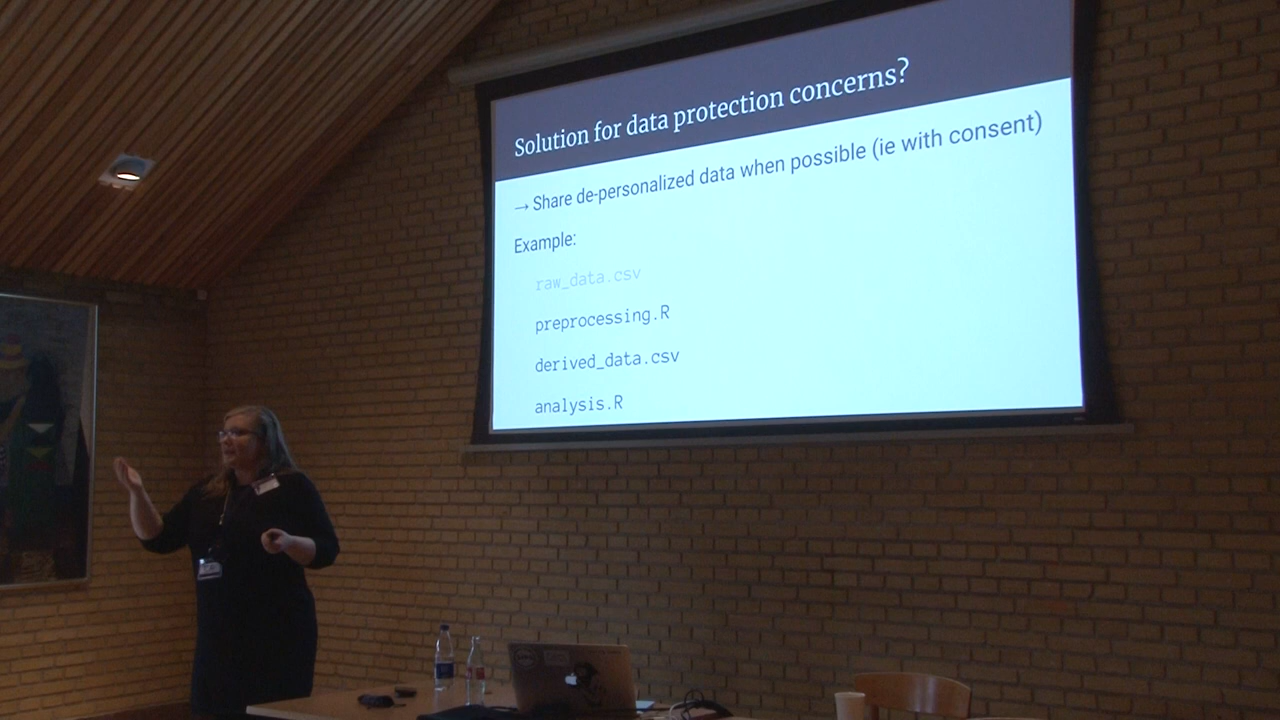 Solution for data protection concerns?
→ Share de-personalized data when possible (ie with consent)
Example:
raw_data.csv
preprocessing.R
derived_data.csv
analysis.R